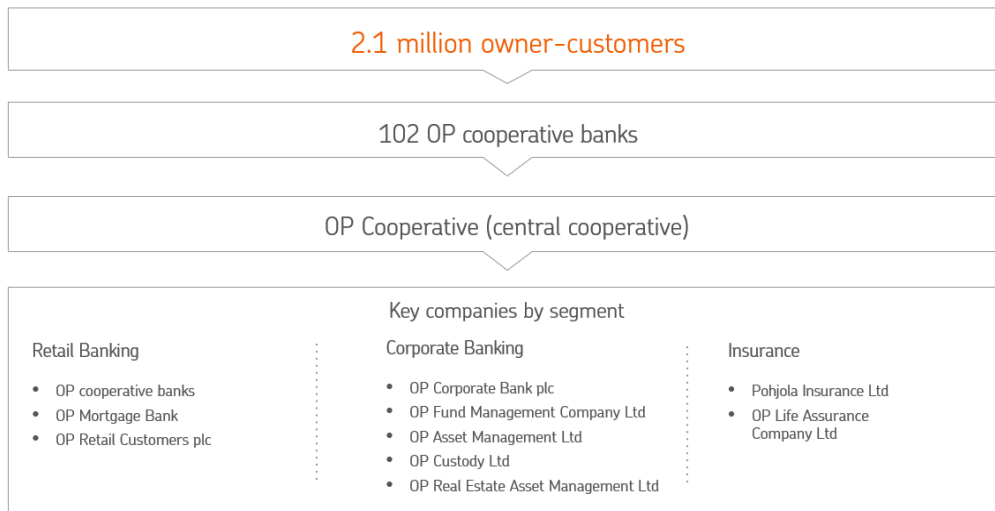 2.1 million owner-customers
102 OP cooperative banks
OP Cooperative (central cooperative)
Key companies by segment
Retail Banking
• OP cooperative banks
• OP Mortgage Bank
• OP Retail Customers plc
Corporate Banking
• OP Corporate Bank plc
• OP Fund Management Company Ltd
• OP Asset Management Ltd
• OP Custody Ltd
• OP Real Estate Asset Management Ltd
Insurance
• Pohjola Insurance Ltd
• OP Life Assurance
Company Ltd